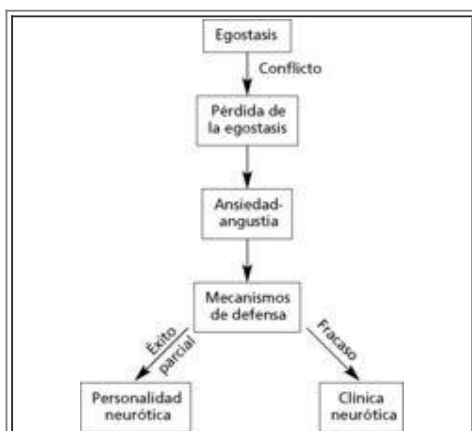 Egostasis
Conflicto
Pérdida de
la egostasis
Ansiedad-
angustia
Mecanismos
de defensa
Éxito
parcial
Fracaso
Personalidad
neurótica
Clínica
neurótica